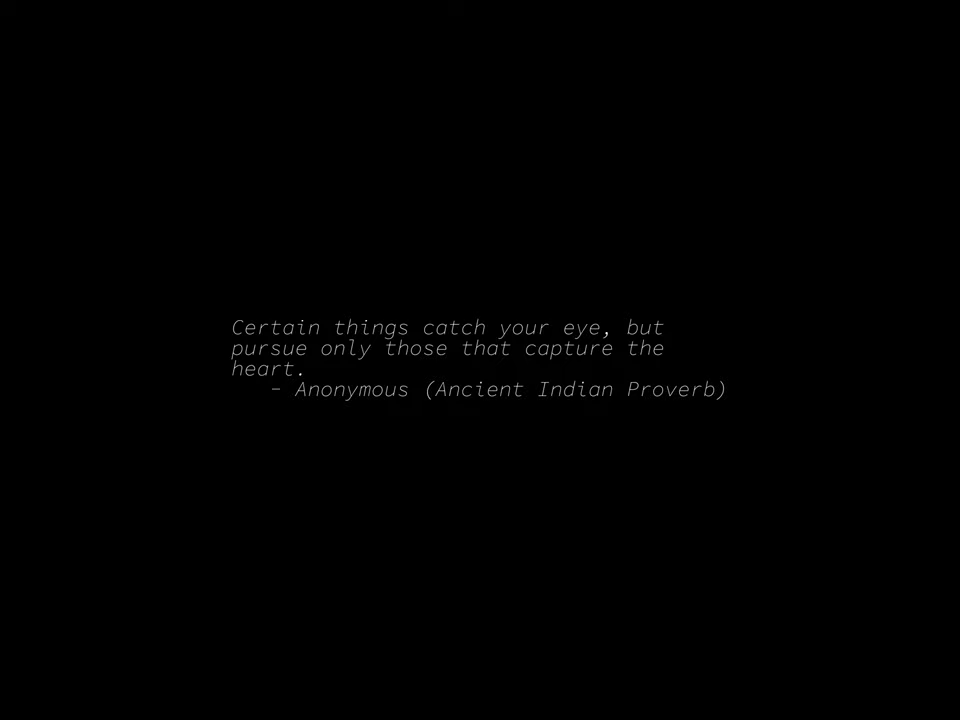 Certain things catch your eye, but
pursue only those that capture the
heart.
- Anonymous (Ancient Indian Proverb)